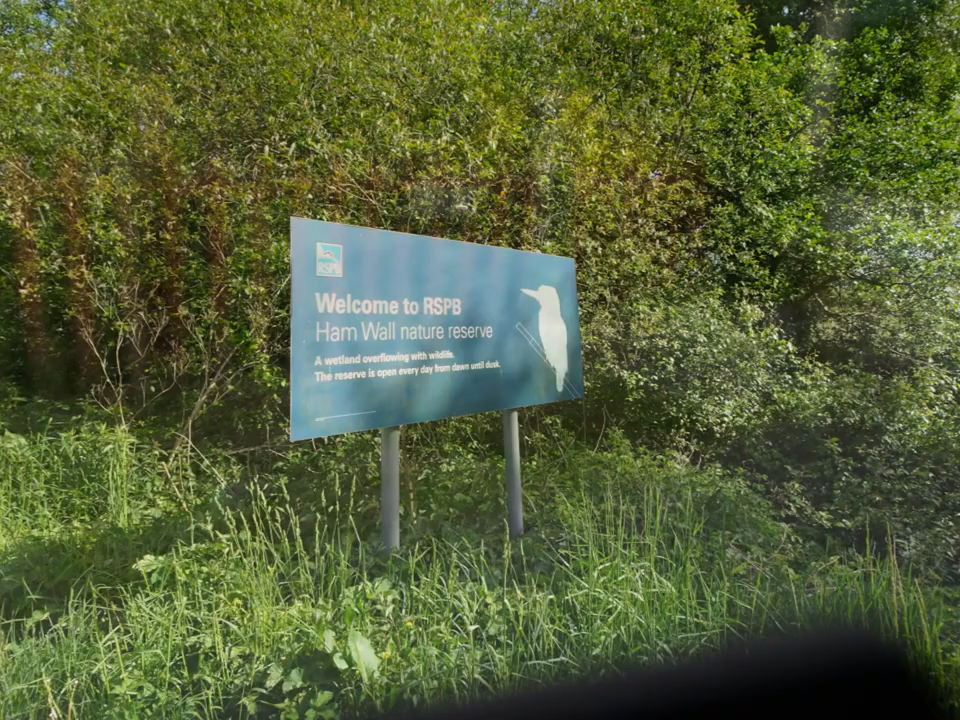 RSPB
Welcome to RSPB
Ham Wall nature reserve
A wetland overflowing with wildlife.
The reserve is open every day from dawn until dusk.